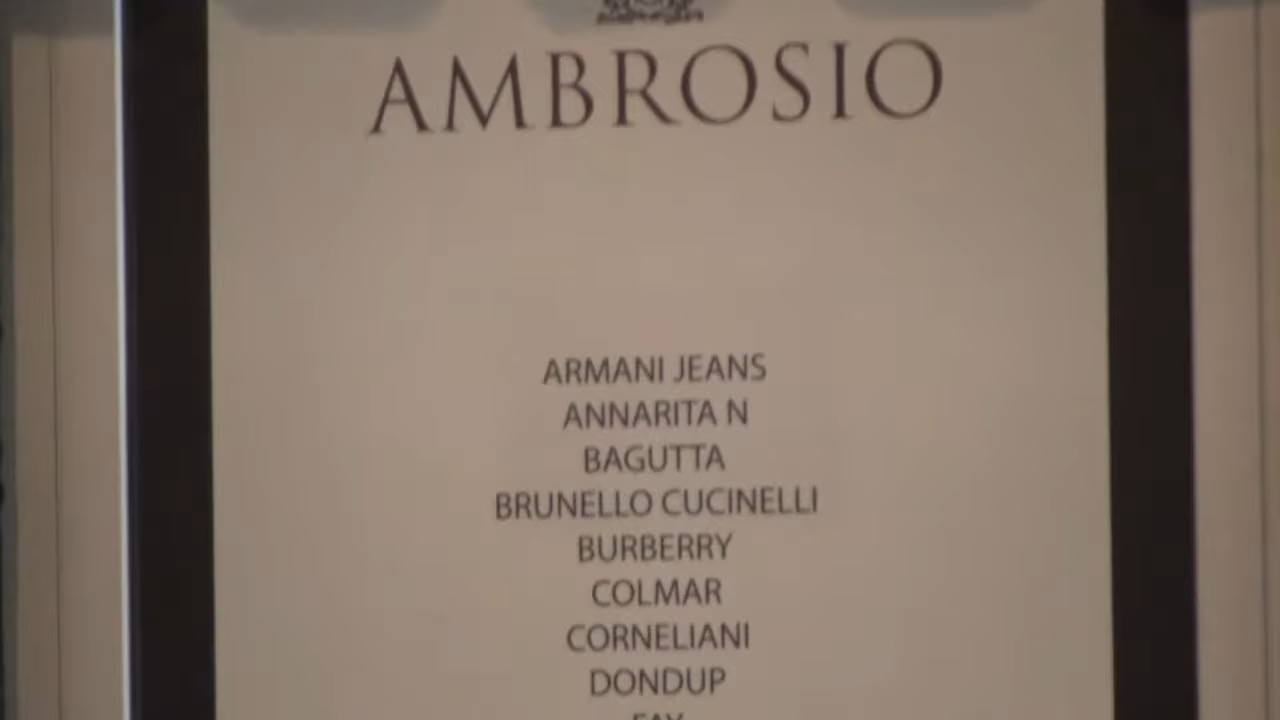 AMBROSIO
ARMANI JEANS
ANNARITA N
BAGUTTA
BRUNELLO CUCINELLI
BURBERRY
COLMAR
CORNELIANI
DONDUP